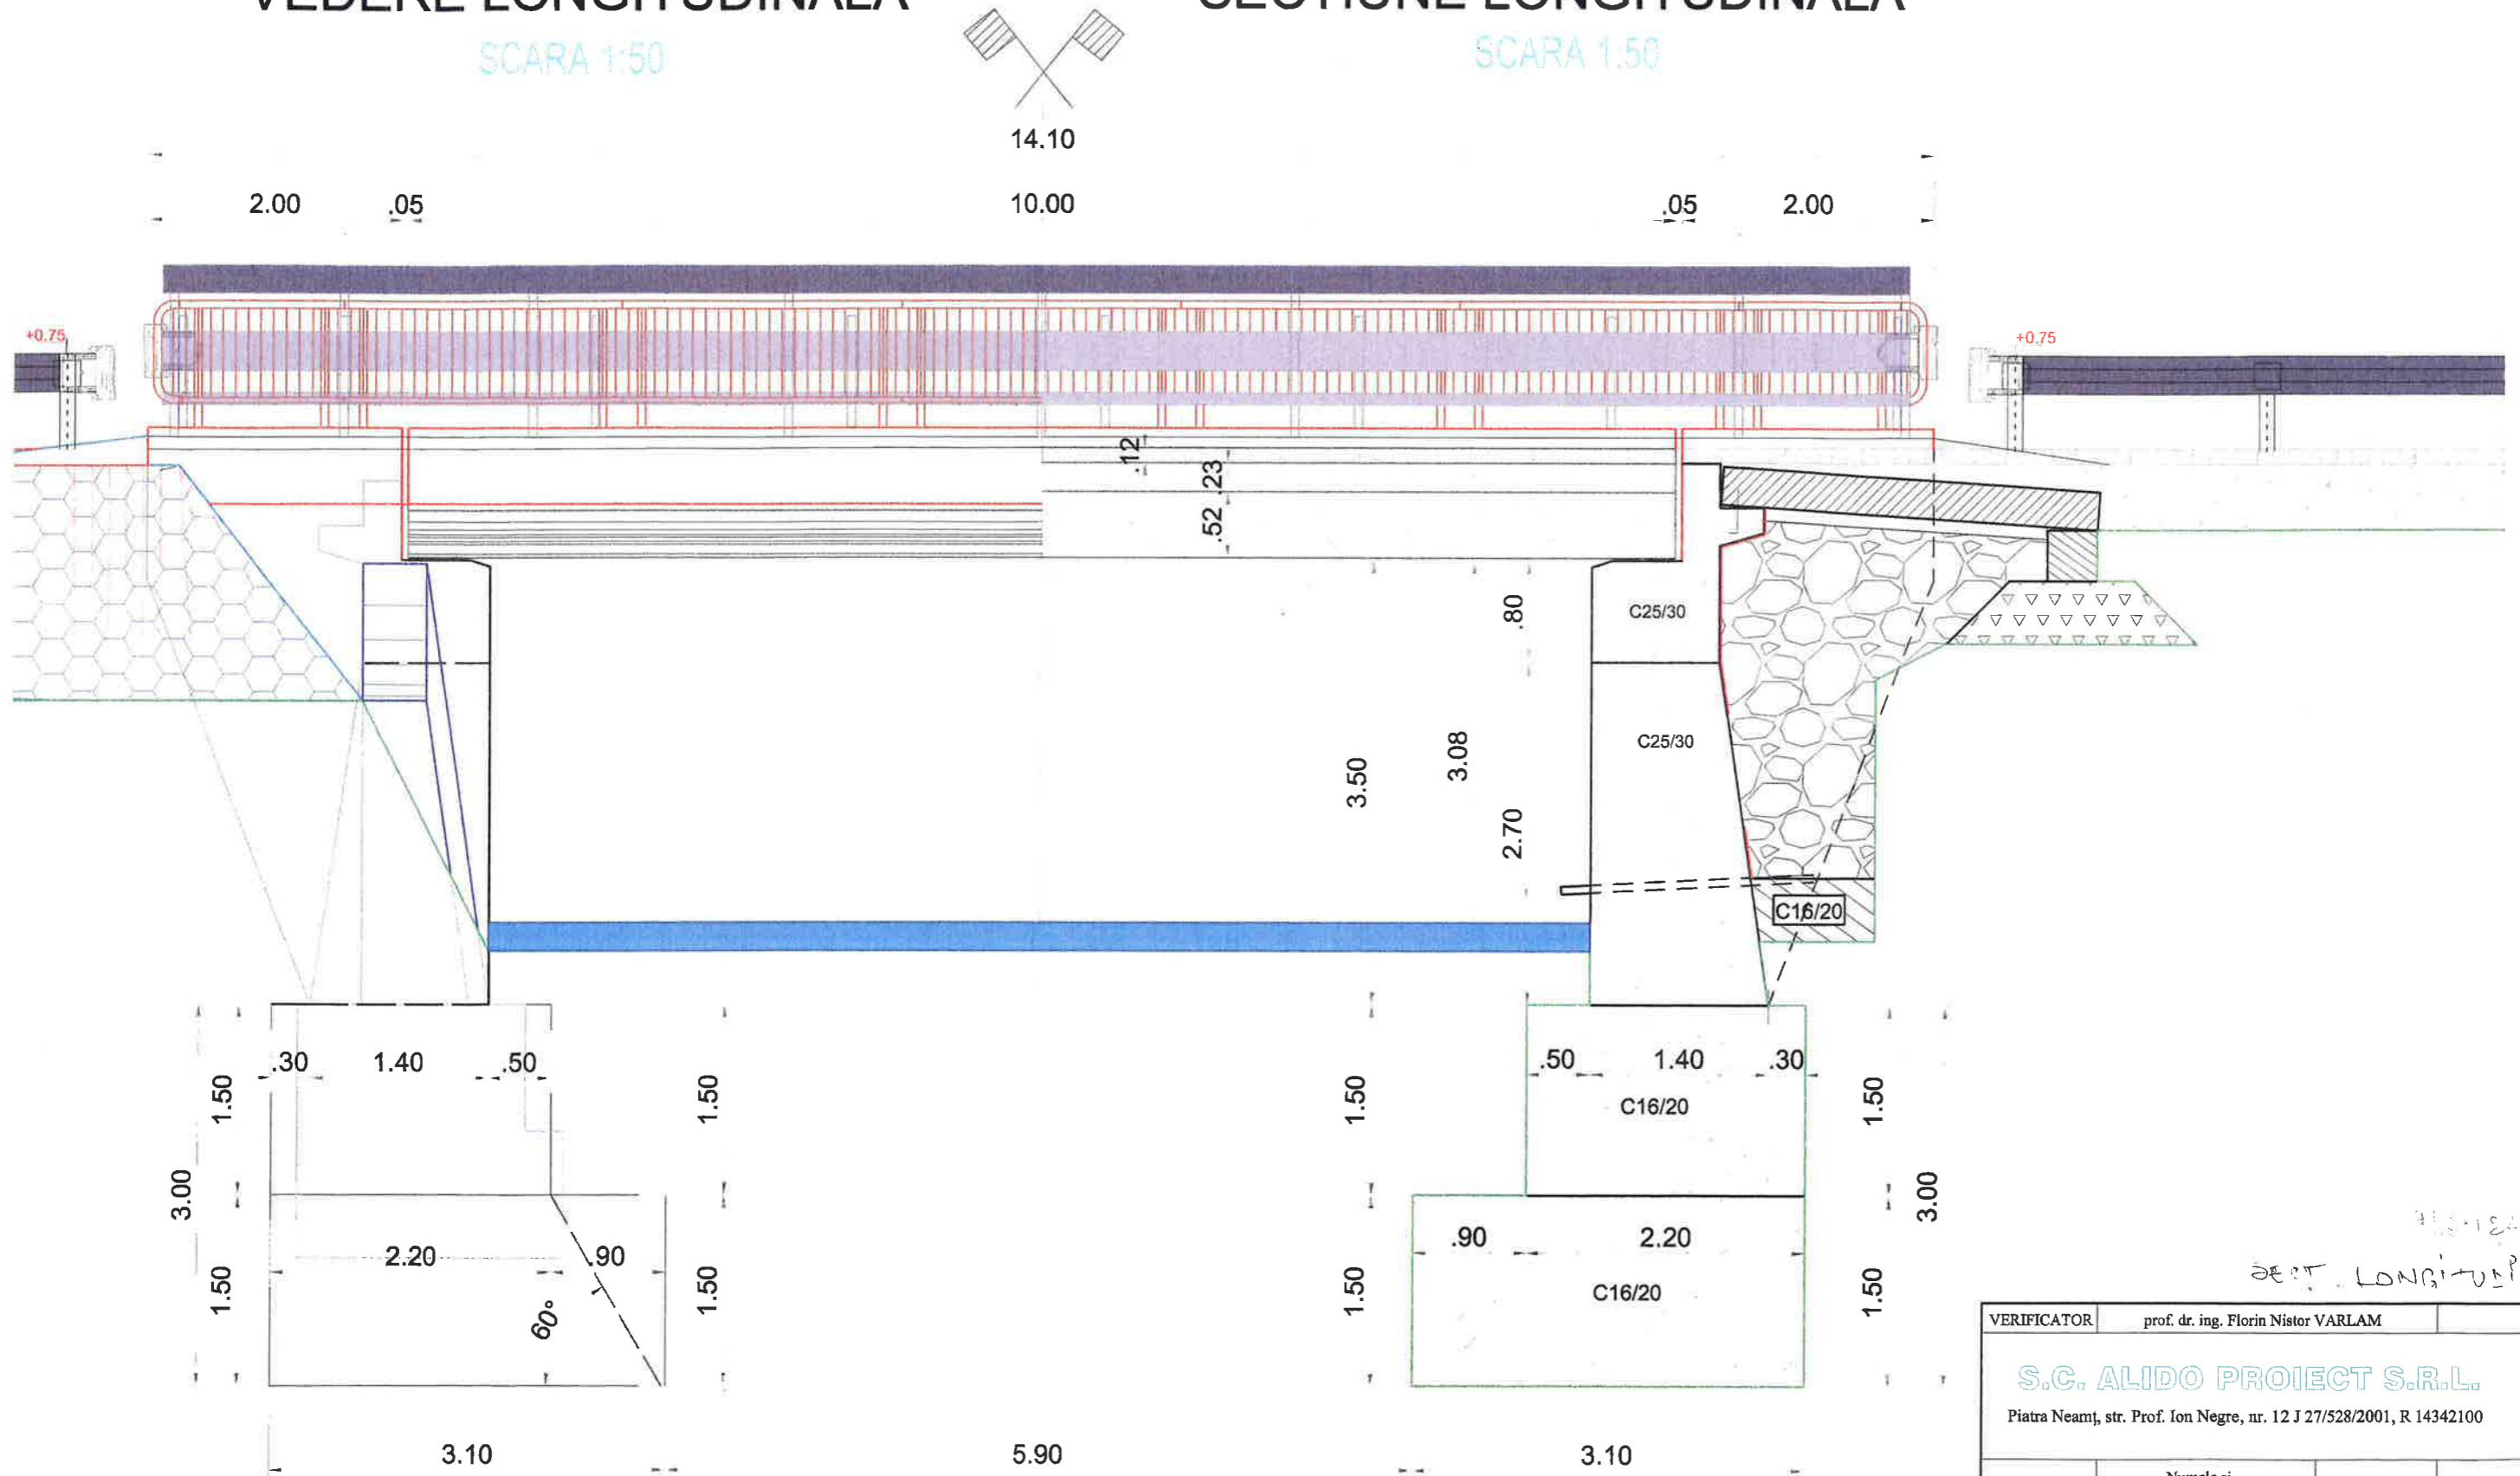 VEDERE LONGITUDINALA
SECTIUNE LONGITUDINALA
SCARA 1:50
SCARA 1:50
14.10
2.00 .05 10.00 .05 2.00
+0.75
+0.75
.12
.23
.52
C25/30
.80
C25/30
3.50
3.08
2.70
C16/20
.30 1.40 .50
.50 1.40 .30
1.50
1.50
1.50
1.50
C16/20
3.00
3.00
2.20 .90
.90 2.20
1.50
60°
1.50
1.50
C16/20
1.50
3.10 5.90 3.10
VERIFICATOR prof. dr. ing. Florin Nistor VARLAM
S.C. ALIDO PROIECT S.R.L.
Piatra Neamţ, str. Prof. Ion Negre, nr. 12 J 27/528/2001, R 14342100